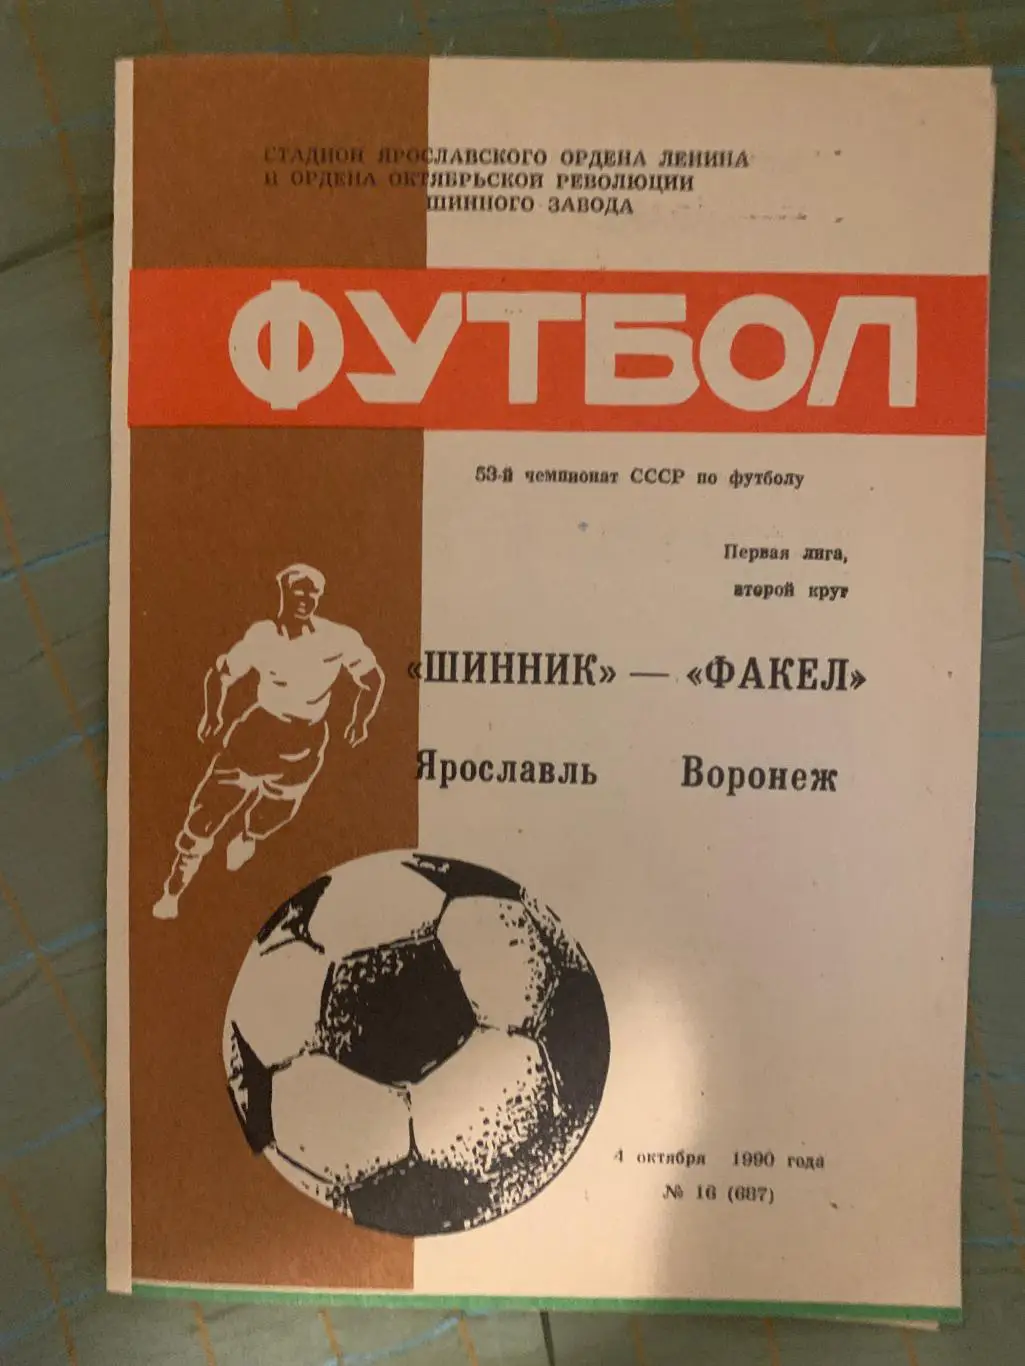 СТАДИОН ЯРОСЛАВСКОГО ОРДЕНА ЛЕНИНА
И ОРДЕНА ОКТЯБРЬСКОЙ РЕВОЛЮЦИИ
ШИННОГО ЗАВОДА
ФУТБОЛ
53-й чемпионат СССР по футболу
Первая лига,
второй круг
«ШИННИК» — «ФАКЕЛ»
Ярославль Воронеж
4 октября 1990 года
№ 16 (687)